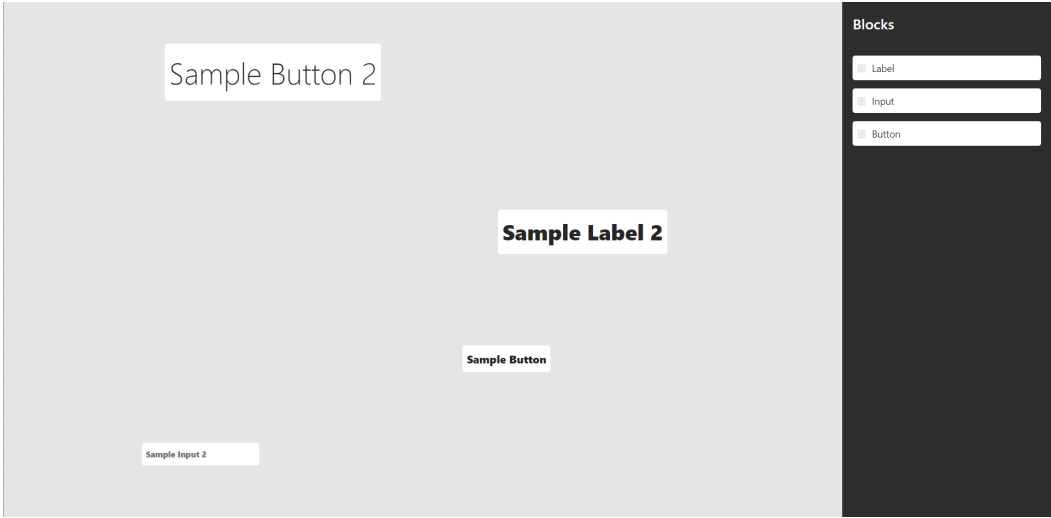 Sample Button 2
Sample Label 2
Sample Button
Sample Input 2
Blocks
Label
Input
Button